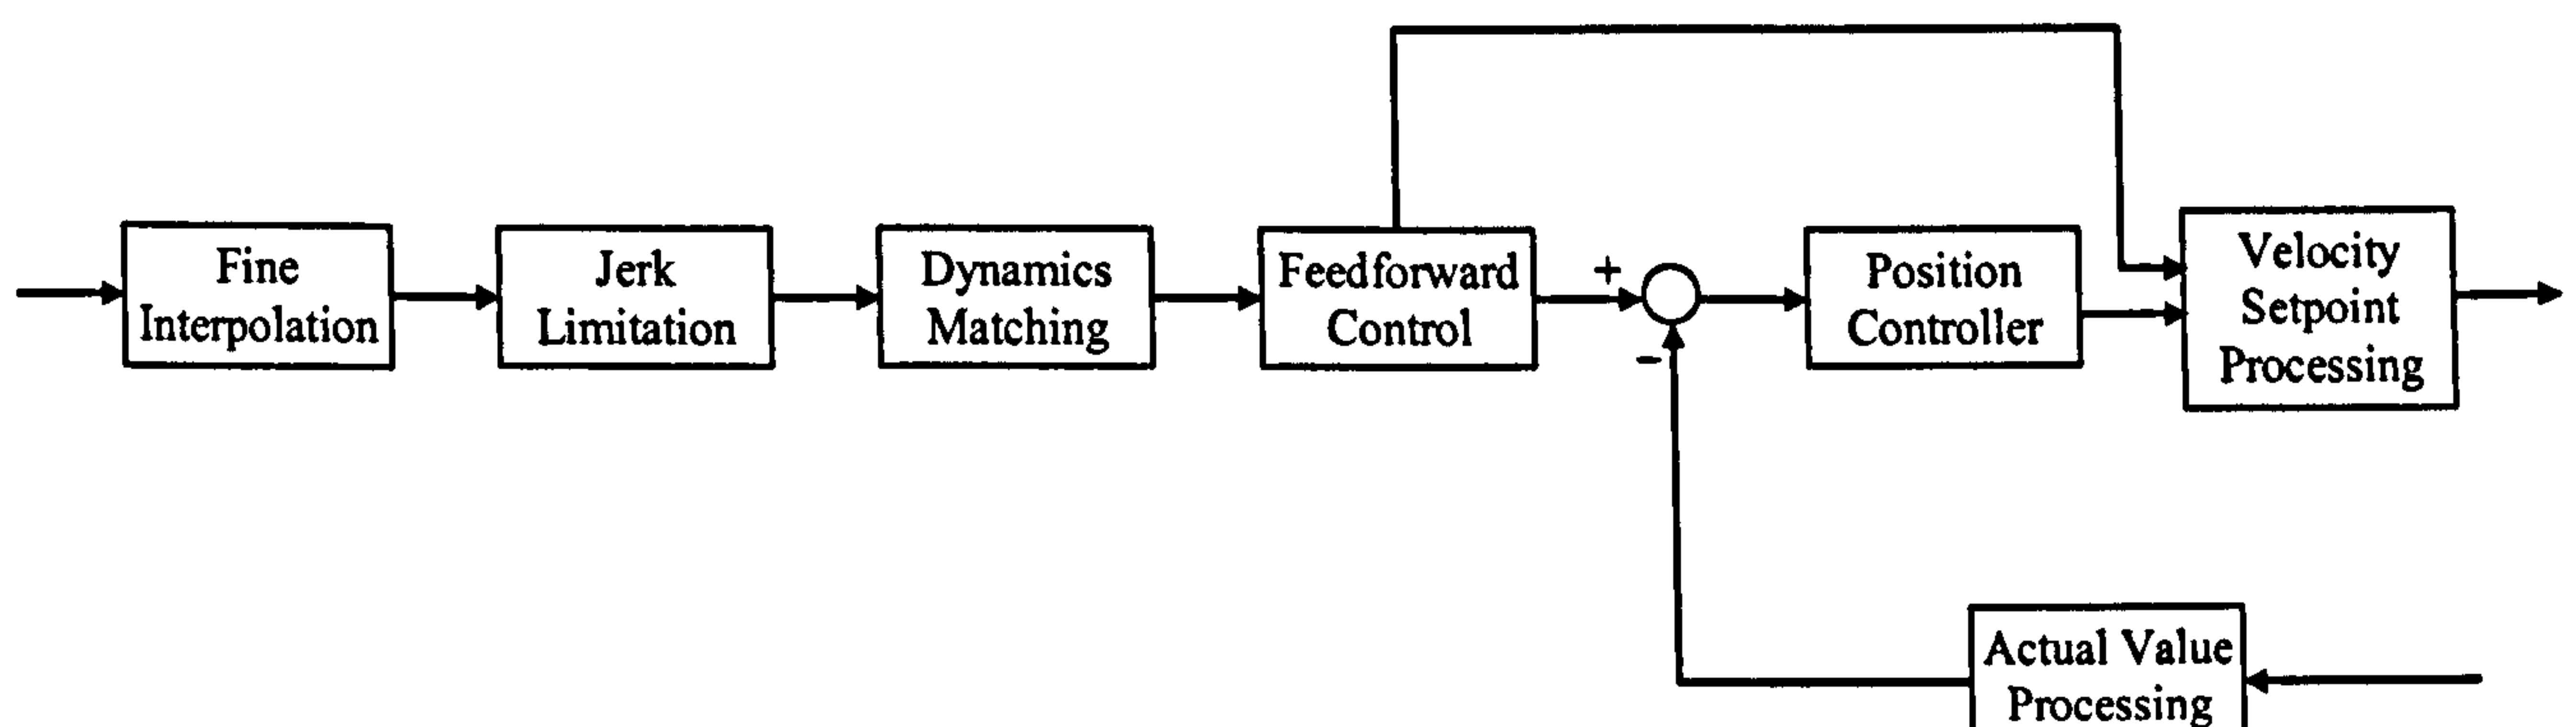 Fine
Interpolation
Jerk
Limitation
Dynamics
Matching
Feedforward
Control
+
-
Position
Controller
Velocity
Setpoint
Processing
Actual Value
Processing